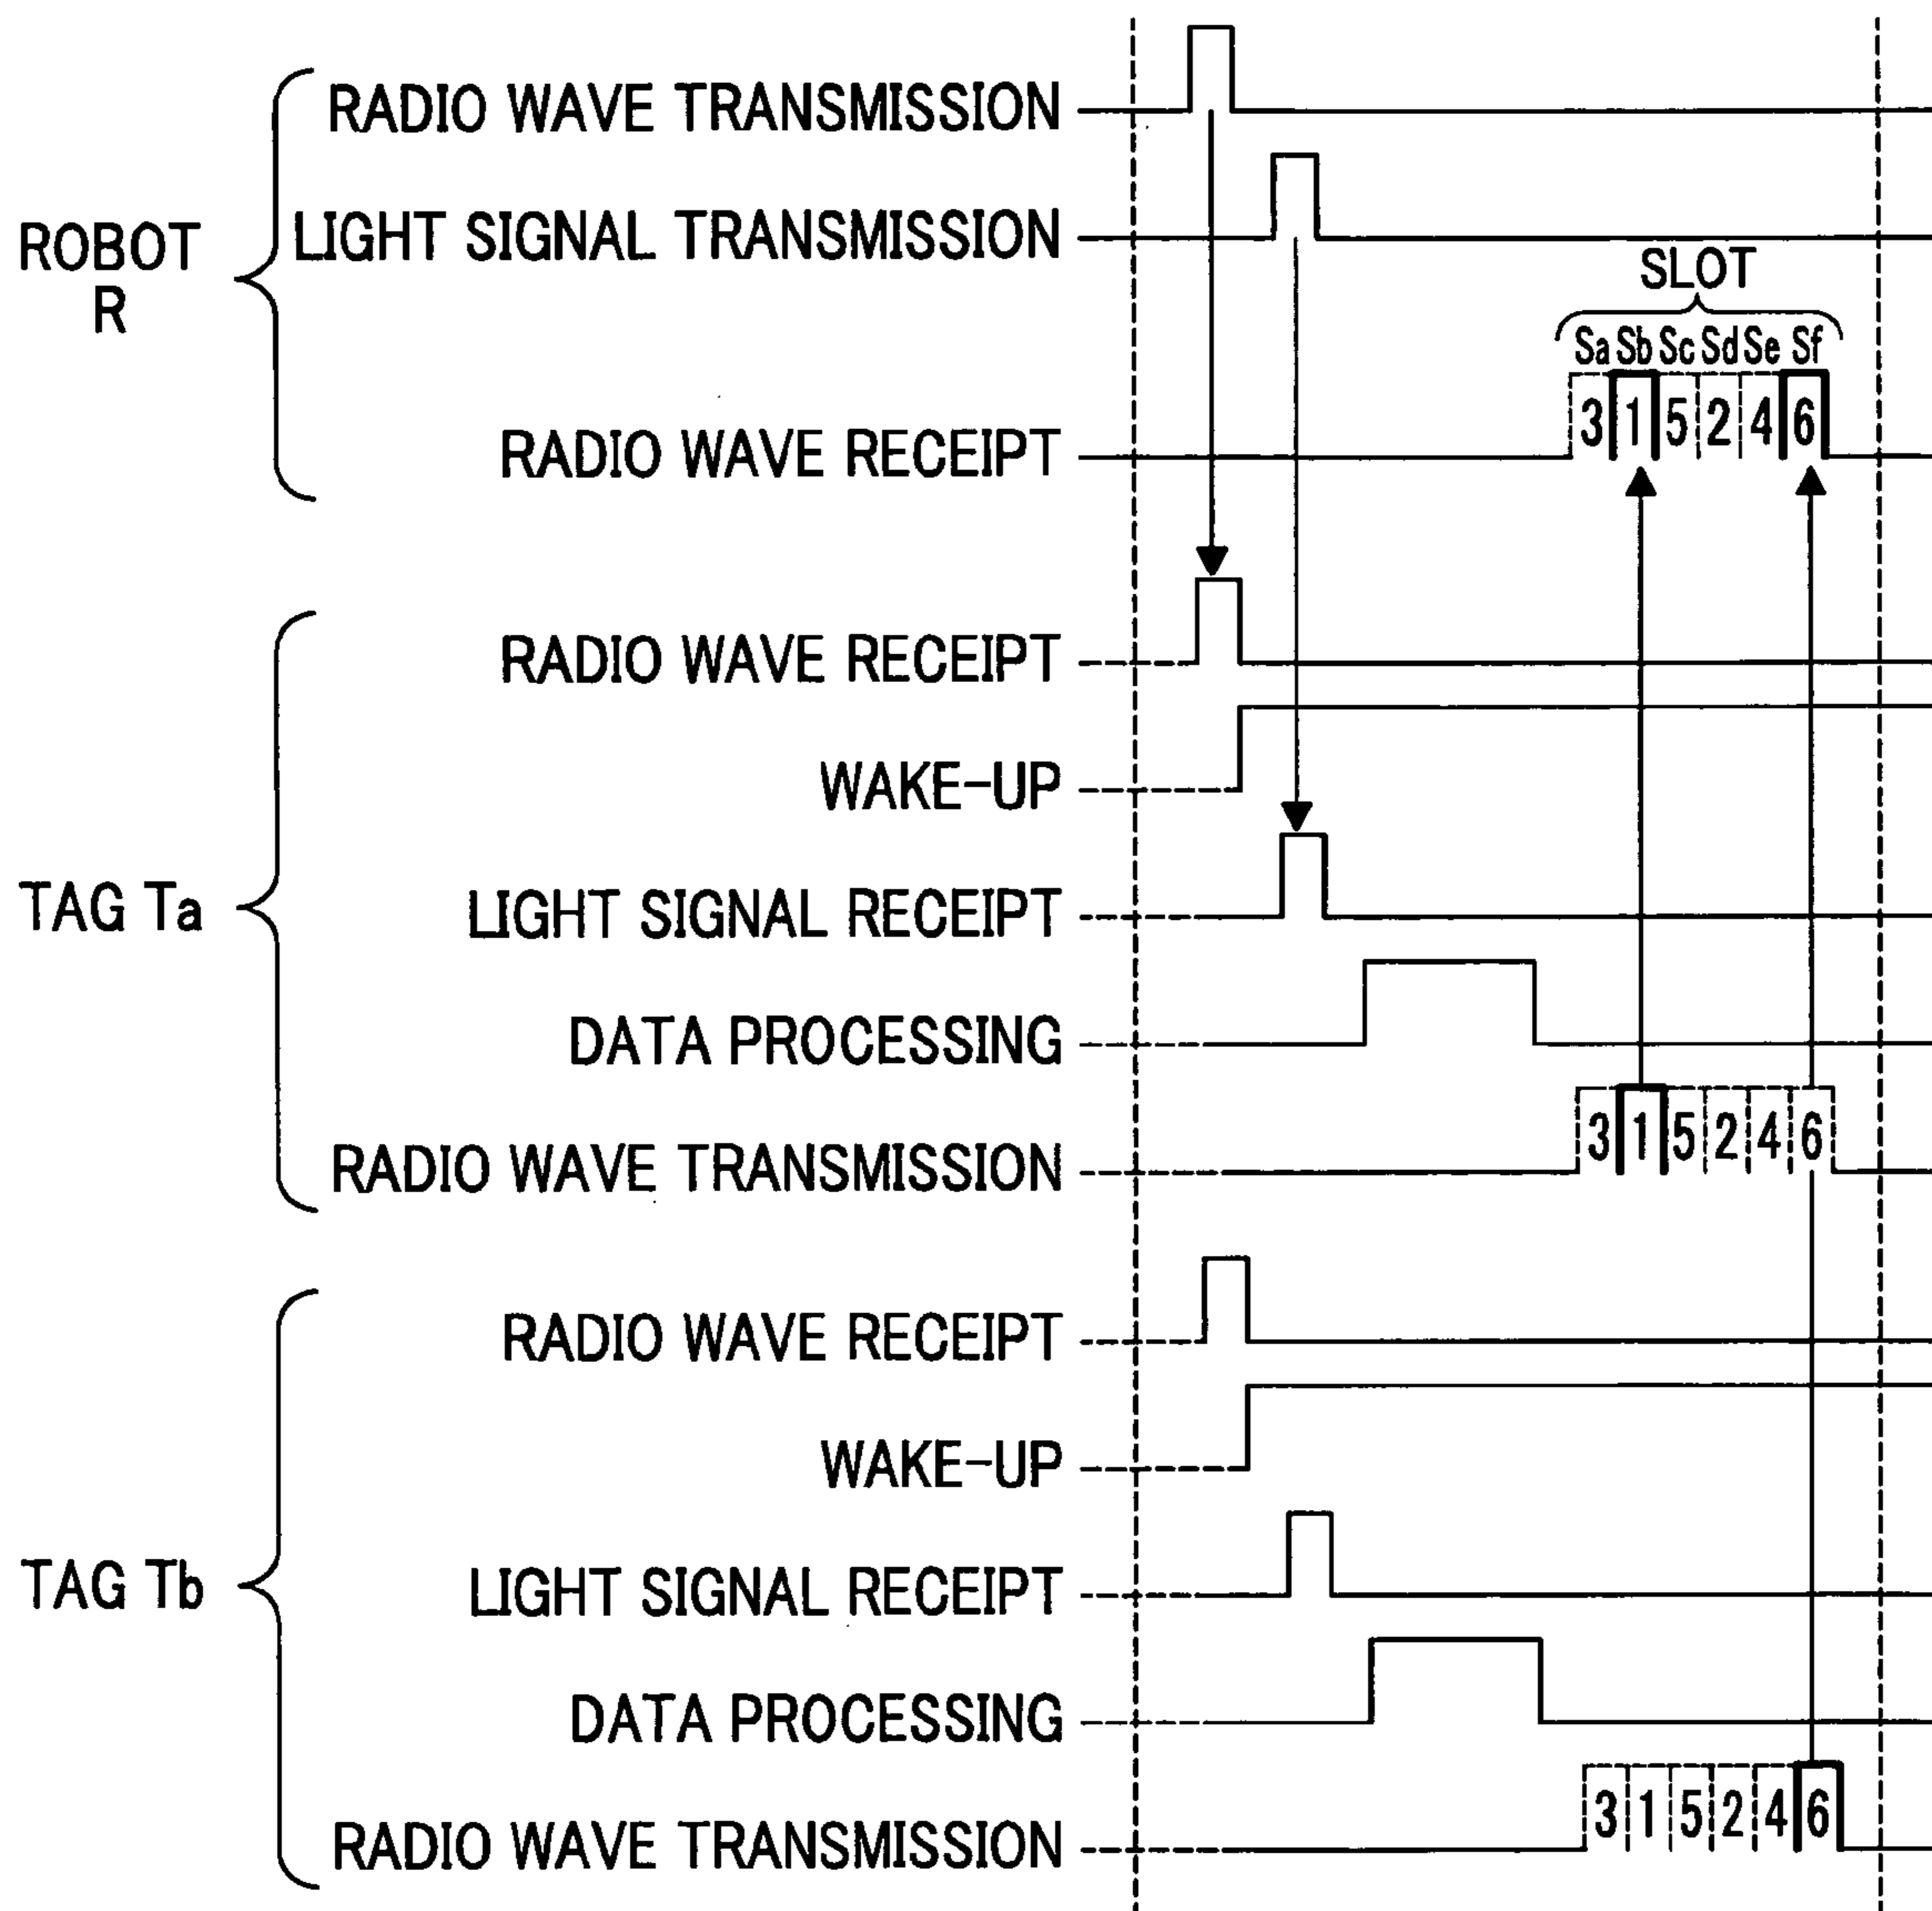 RADIO WAVE TRANSMISSION
LIGHT SIGNAL TRANSMISSION
ROBOT
R
SLOT
Sa Sb Sc Sd Se Sf
3 1 5 2 4 6
RADIO WAVE RECEIPT
RADIO WAVE RECEIPT
WAKE-UP
TAG Ta
LIGHT SIGNAL RECEIPT
DATA PROCESSING
3 1 5 2 4 6
RADIO WAVE TRANSMISSION
RADIO WAVE RECEIPT
WAKE-UP
TAG Tb
LIGHT SIGNAL RECEIPT
DATA PROCESSING
3 1 5 2 4 6
RADIO WAVE TRANSMISSION